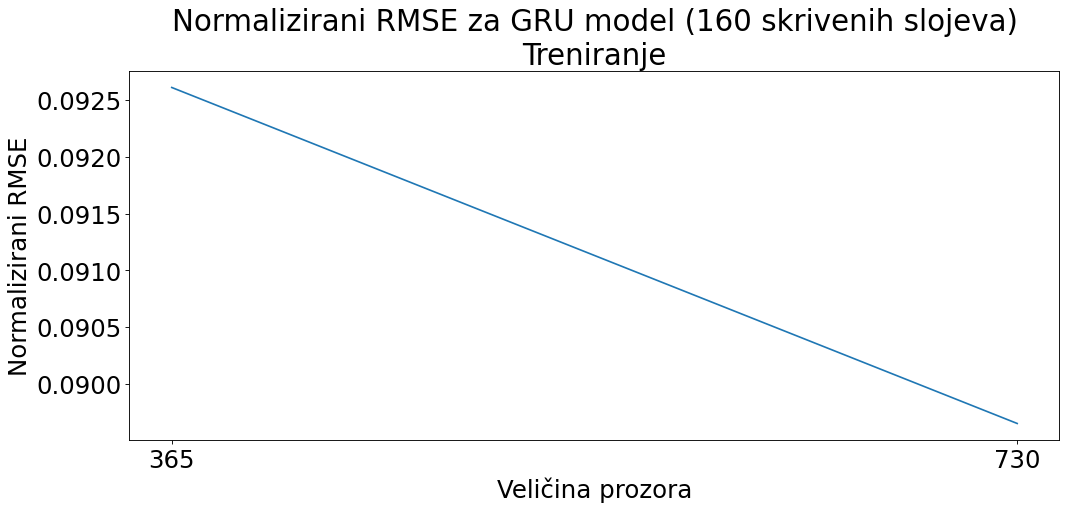 Normalizirani RMSE za GRU model (160 skrivenih slojeva)
Treniranje
Normalizirani RMSE
0.0925
0.0920
0.0915
0.0910
0.0905
0.0900
365
730
Veličina prozora